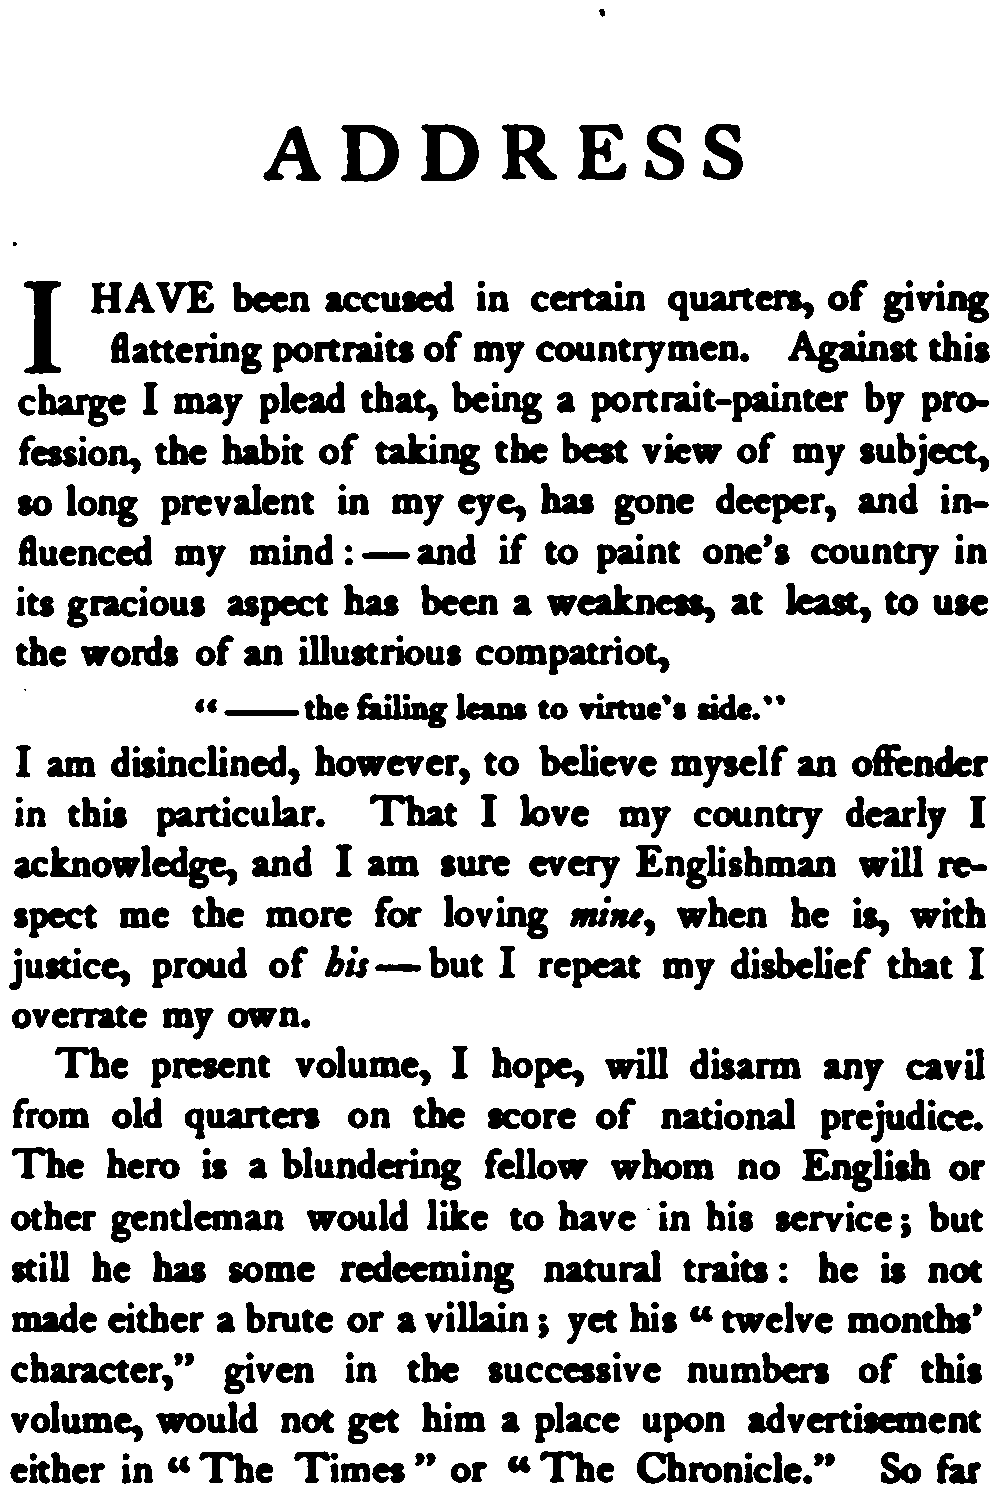 ADDRESS
I HAVE been accused in certain quarters, of giving
flattering portraits of my countrymen. Against this
charge I may plead that, being a portrait-painter by pro-
fession, the habit of taking the best view of my subject,
so long prevalent in my eye, has gone deeper, and in-
fluenced my mind:—and if to paint one's country in
its gracious aspect has been a weakness, at least, to use
the words of an illustrious compatriot,
"——the failing leans to virtue's side."
I am disinclined, however, to believe myself an offender
in this particular. That I love my country dearly I
acknowledge, and I am sure every Englishman will re-
spect me the more for loving mine, when he is, with
justice, proud of his—but I repeat my disbelief that I
overrate my own.
The present volume, I hope, will disarm any cavil
from old quarters on the score of national prejudice.
The hero is a blundering fellow whom no English or
other gentleman would like to have in his service; but
still he has some redeeming natural traits: he is not
made either a brute or a villain; yet his "twelve months'
character," given in the successive numbers of this
volume, would not get him a place upon advertisement
either in "The Times" or "The Chronicle." So far